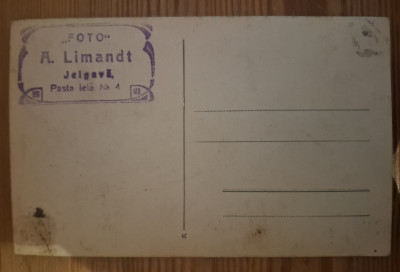 „FOTO“
A. Limandt
Jelgavā,
Pasta ielā № 4
K